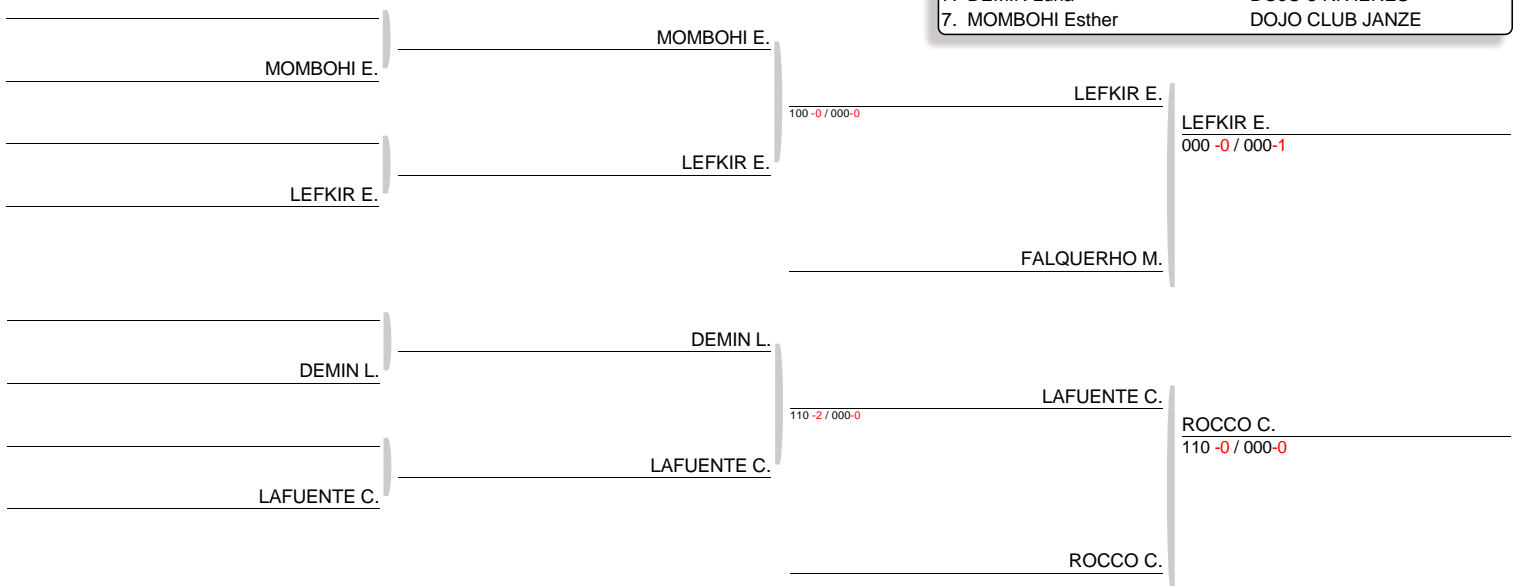 7. MOMBOHI Esther DOJO CLUB JANZE
MOMBOHI E.
MOMBOHI E.
LEFKIR E.
100 -0 / 000-0
LEFKIR E.
000 -0 / 000-1
LEFKIR E.
LEFKIR E.
FALQUERHO M.
DEMIN L.
DEMIN L.
LAFUENTE C.
110 -2 / 000-0
ROCCO C.
110 -0 / 000-0
LAFUENTE C.
LAFUENTE C.
ROCCO C.